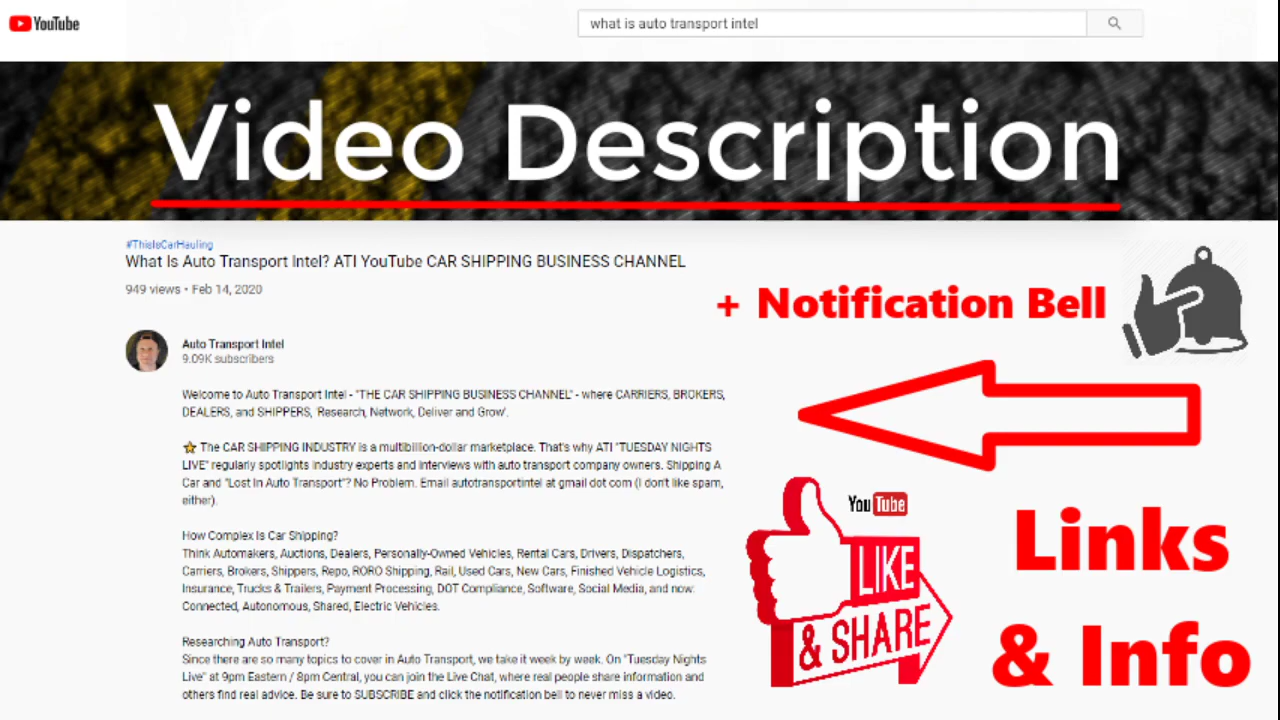 YouTube
what is auto transport intel
Video Description
#ThisIsCarHauling
What Is Auto Transport Intel? ATI YouTube CAR SHIPPING BUSINESS CHANNEL
949 views • Feb 14, 2020
+ Notification Bell
Auto Transport Intel
9.09K subscribers
Welcome to Auto Transport Intel - "THE CAR SHIPPING BUSINESS CHANNEL" - where CARRIERS, BROKERS,
DEALERS, and SHIPPERS, 'Research, Network, Deliver and Grow'.
⭐ The CAR SHIPPING INDUSTRY is a multibillion-dollar marketplace. That's why ATI "TUESDAY NIGHTS
LIVE" regularly spotlights industry experts and interviews with auto transport company owners. Shipping A
Car and "Lost In Auto Transport"? No Problem. Email autotransportintel at gmail dot com (I don't like spam,
either).
How Complex Is Car Shipping?
Think Automakers, Auctions, Dealers, Personally-Owned Vehicles, Rental Cars, Drivers, Dispatchers,
Carriers, Brokers, Shippers, Repo, RORO Shipping, Rail, Used Cars, New Cars, Finished Vehicle Logistics,
Insurance, Trucks & Trailers, Payment Processing, DOT Compliance, Software, Social Media, and now:
Connected, Autonomous, Shared, Electric Vehicles.
Researching Auto Transport?
Since there are so many topics to cover in Auto Transport, we take it week by week. On "Tuesday Nights
Live" at 9pm Eastern / 8pm Central, you can join the Live Chat, where real people share information and
others find real advice. Be sure to SUBSCRIBE and click the notification bell to never miss a video.
YouTube
LIKE
& SHARE
Links
& Info